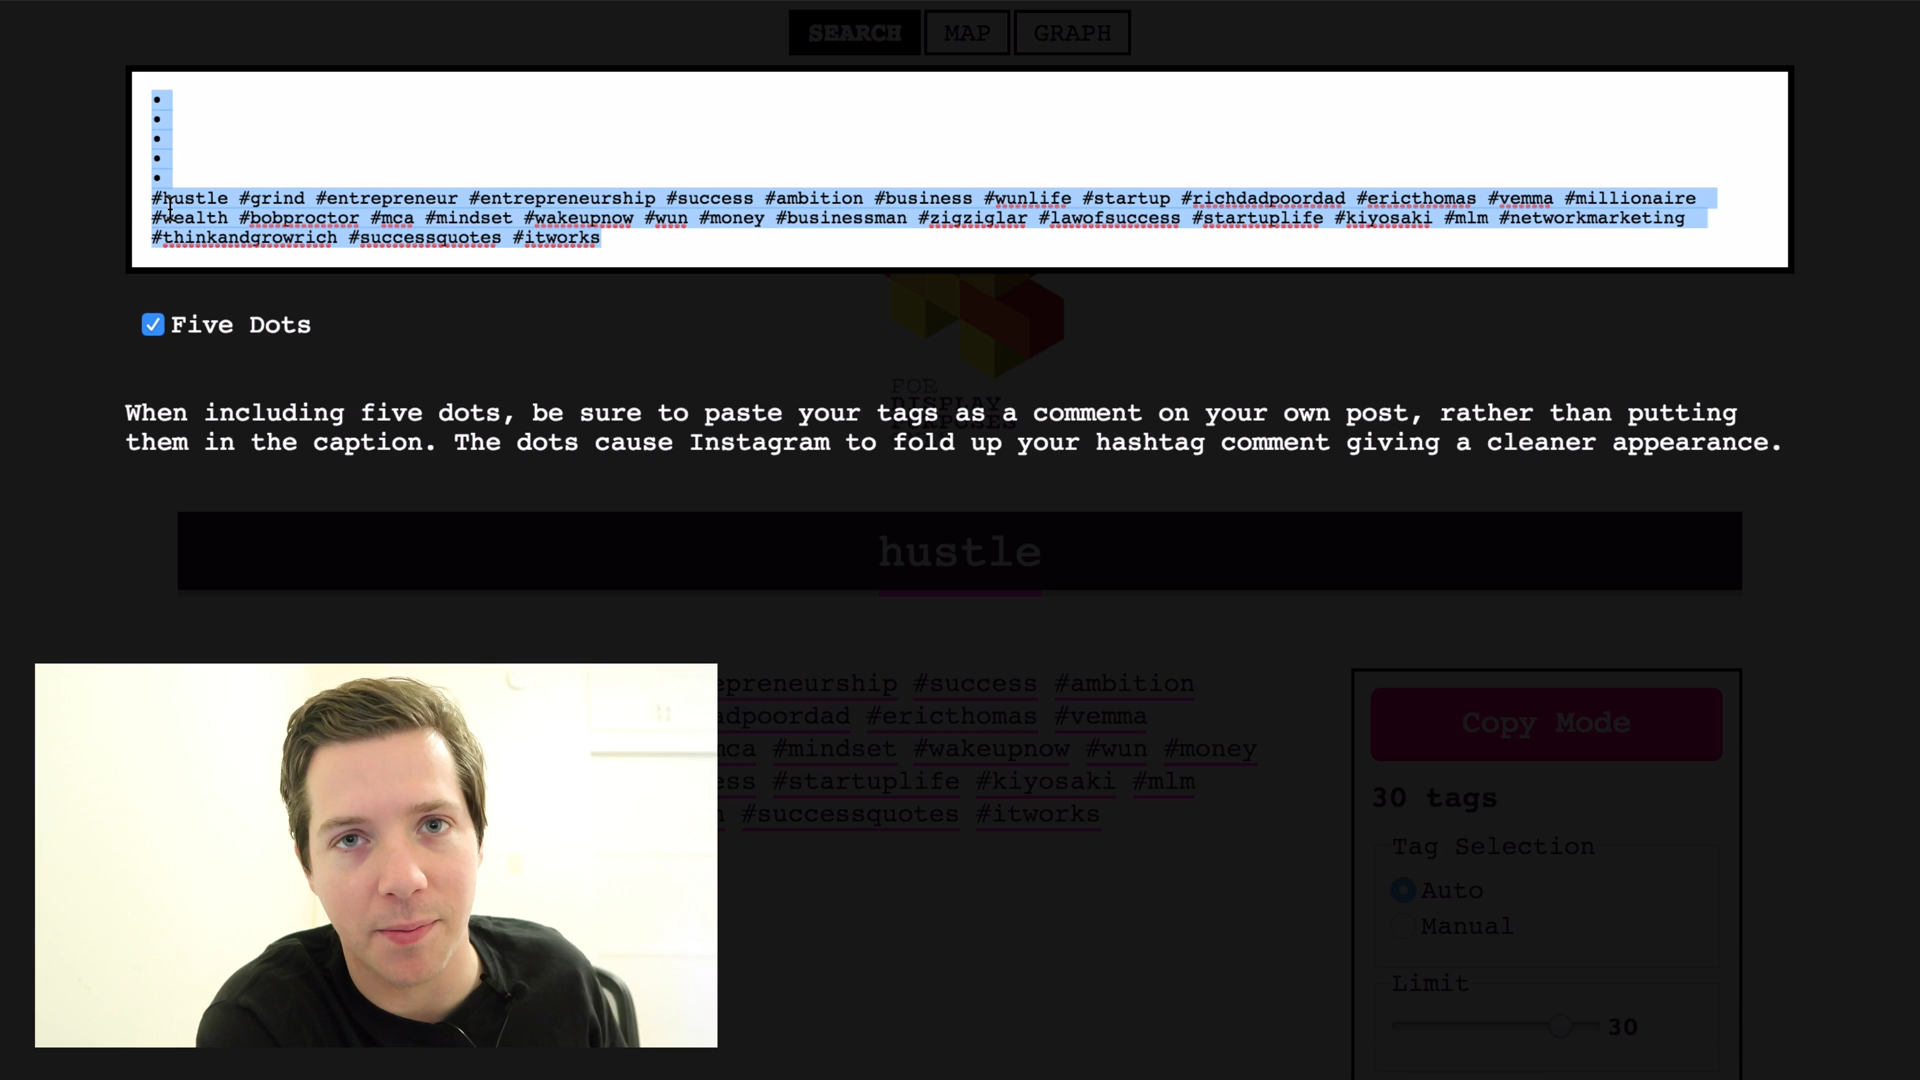 SEARCH MAP GRAPH
•
•
•
•
•
#hustle #grind #entrepreneur #entrepreneurship #success #ambition #business #wunlife #startup #richdadpoordad #ericthomas #vemma #millionaire
#wealth #bobproctor #mca #mindset #wakeupnow #wun #money #businessman #zigziglar #lawofsuccess #startuplife #kiyosaki #mlm #networkmarketing
#thinkandgrowrich #successquotes #itworks
Five Dots
FOR
DISPLAY
PURPOSES
When including five dots, be sure to paste your tags as a comment on your own post, rather than putting
them in the caption. The dots cause Instagram to fold up your hashtag comment giving a cleaner appearance.
hustle
epreneurship #success #ambition
dpoordad #ericthomas #vemma
mca #mindset #wakeupnow #wun #money
ess #startuplife #kiyosaki #mlm
#successquotes #itworks
Copy Mode
30 tags
Tag Selection
Auto
Manual
Limit
30